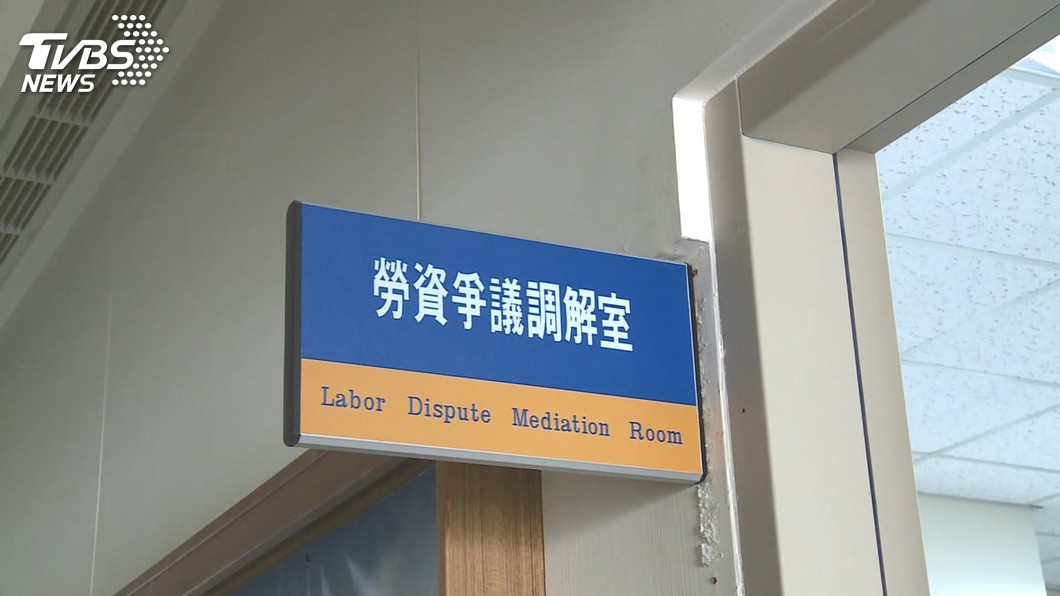 TVBS
NEWS
勞資爭議調解室
Labor Dispute Mediation Room